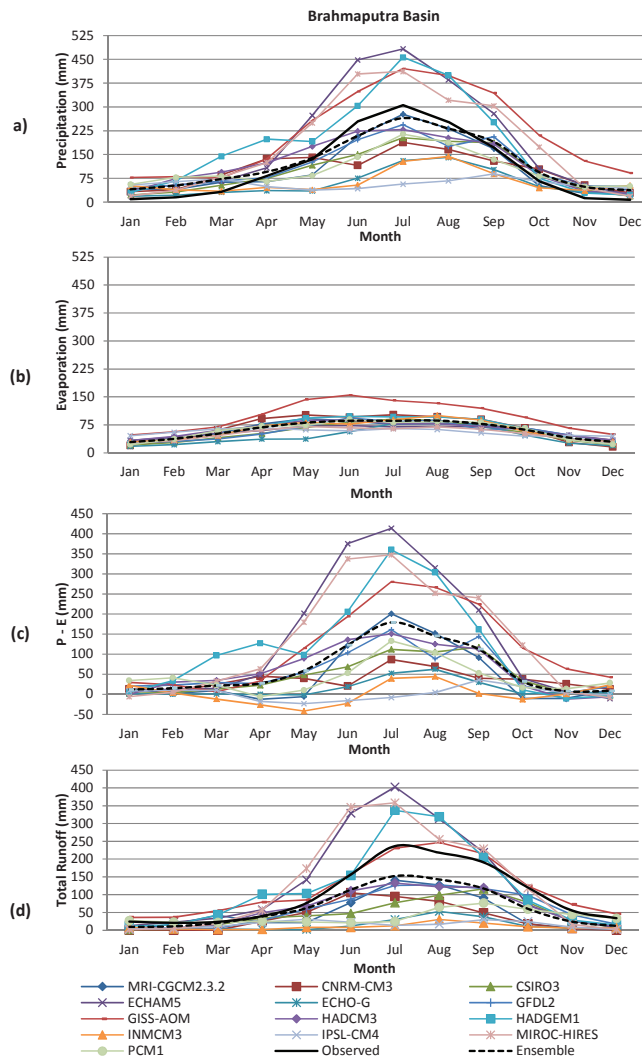 Brahmaputra Basin
a)
Precipitation (mm)
525
450
375
300
225
150
75
0
Jan Feb Mar Apr May Jun Jul Aug Sep Oct Nov Dec
Month
(b)
Evaporation (mm)
525
450
375
300
225
150
75
0
Jan Feb Mar Apr May Jun Jul Aug Sep Oct Nov Dec
Month
(c)
P - E (mm)
450
400
350
300
250
200
150
100
50
0
-50
Jan Feb Mar Apr May Jun Jul Aug Sep Oct Nov Dec
Month
(d)
Total Runoff (mm)
450
400
350
300
250
200
150
100
50
0
Jan Feb Mar Apr May Jun Jul Aug Sep Oct Nov Dec
Month
MRI-CGCM2.3.2 CNRM-CM3 CSIRO3
ECHAM5 ECHO-G GFDL2
GISS-AOM HADCM3 HADGEM1
INMCM3 IPSL-CM4 MIROC-HIRES
PCM1 Observed Ensemble